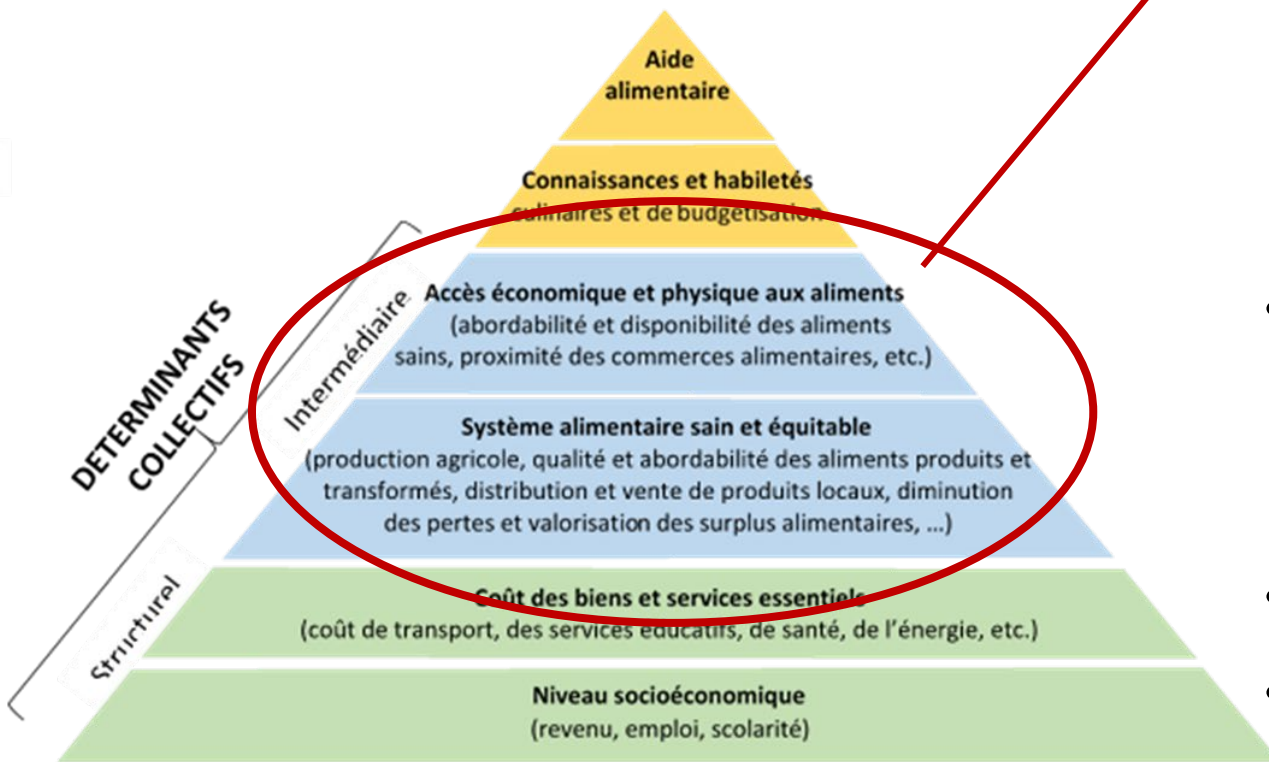 Aide
alimentaire
Connaissances et habiletés
culinaires et de budgétisation
Accès économique et physique aux aliments
(abordabilité et disponibilité des aliments
sains, proximité des commerces alimentaires, etc.)
Système alimentaire sain et équitable
(production agricole, qualité et abordabilité des aliments produits et
transformés, distribution et vente de produits locaux, diminution
des pertes et valorisation des surplus alimentaires, ...)
Coût des biens et services essentiels
(coût de transport, des services éducatifs, de santé, de l'énergie, etc.)
Niveau socioéconomique
(revenu, emploi, scolarité)
DETERMINANTS
COLLECTIFS
Intermédiaire
Structurel